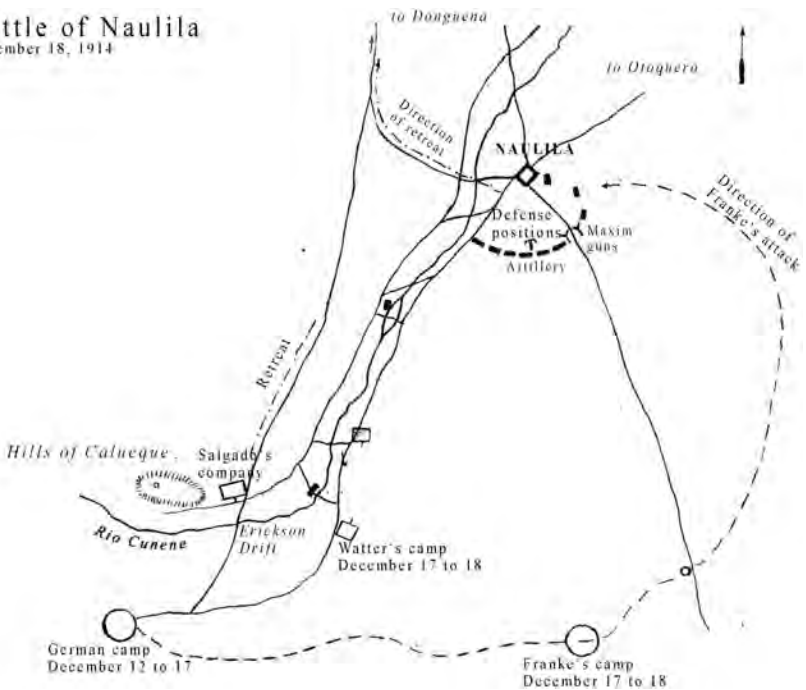 ttle of Naulila
ember 18, 1914
to Donguena
to Otoquero
Direction
of retreat
NAULILA
Defense
positions
Maxim
guns
Artillery
Direction of
Franke's attack
Retreat
Hills of Calueque
Salgado's
company
Rio Cunene
Erickson
Drift
Watter's camp
December 17 to 18
German camp
December 12 to 17
Franke's camp
December 17 to 18